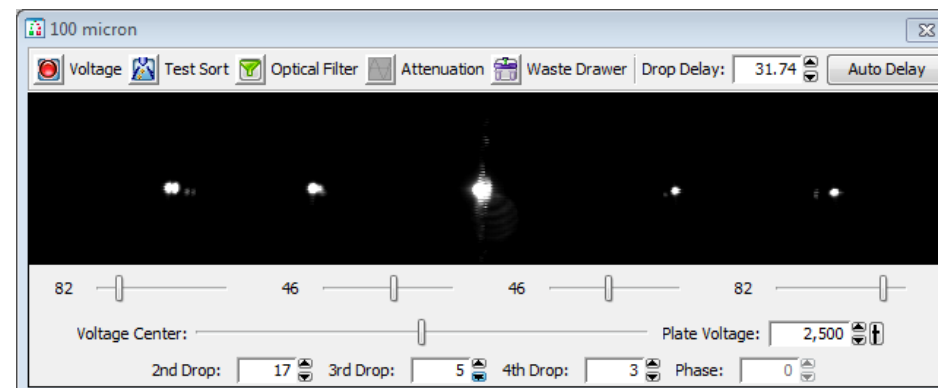 100 micron
Voltage Test Sort Optical Filter Attenuation Waste Drawer Drop Delay: 31.74 Auto Delay
82 46 46 82
Voltage Center: Plate Voltage: 2,500
2nd Drop: 17 3rd Drop: 5 4th Drop: 3 Phase: 0